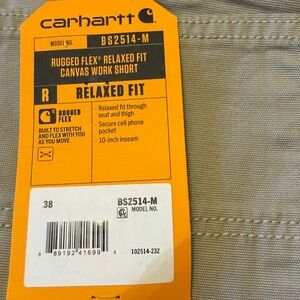 carhartt
MODEL NO. BS2514-M
RUGGED FLEX® RELAXED FIT
CANVAS WORK SHORT
R RELAXED FIT
RUGGED
FLEX
BUILT TO STRETCH
AND FLEX WITH YOU
AS YOU MOVE
- Relaxed fit through
seat and thigh
- Secure cell phone
pocket
- 10-inch inseam
38 BS2514-M
MODEL NO.
8 89192 41699 4 102514-232